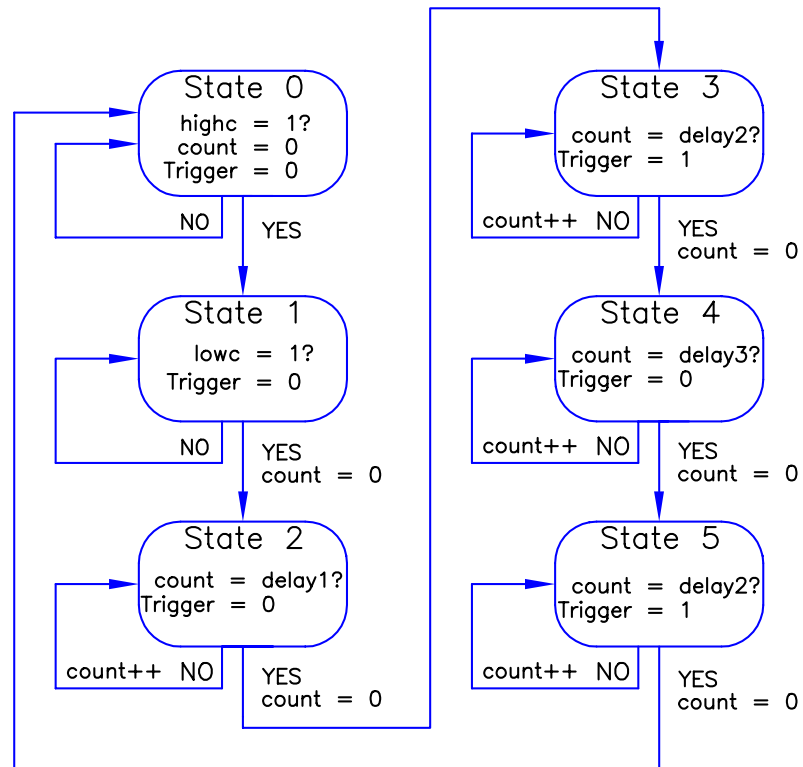 State 0
highc = 1?
count = 0
Trigger = 0
NO
YES
State 1
lowc = 1?
Trigger = 0
NO
YES
count = 0
State 2
count = delay1?
Trigger = 0
count++ NO
YES
count = 0
State 3
count = delay2?
Trigger = 1
count++ NO
YES
count = 0
State 4
count = delay3?
Trigger = 0
count++ NO
YES
count = 0
State 5
count = delay2?
Trigger = 1
count++ NO
YES
count = 0